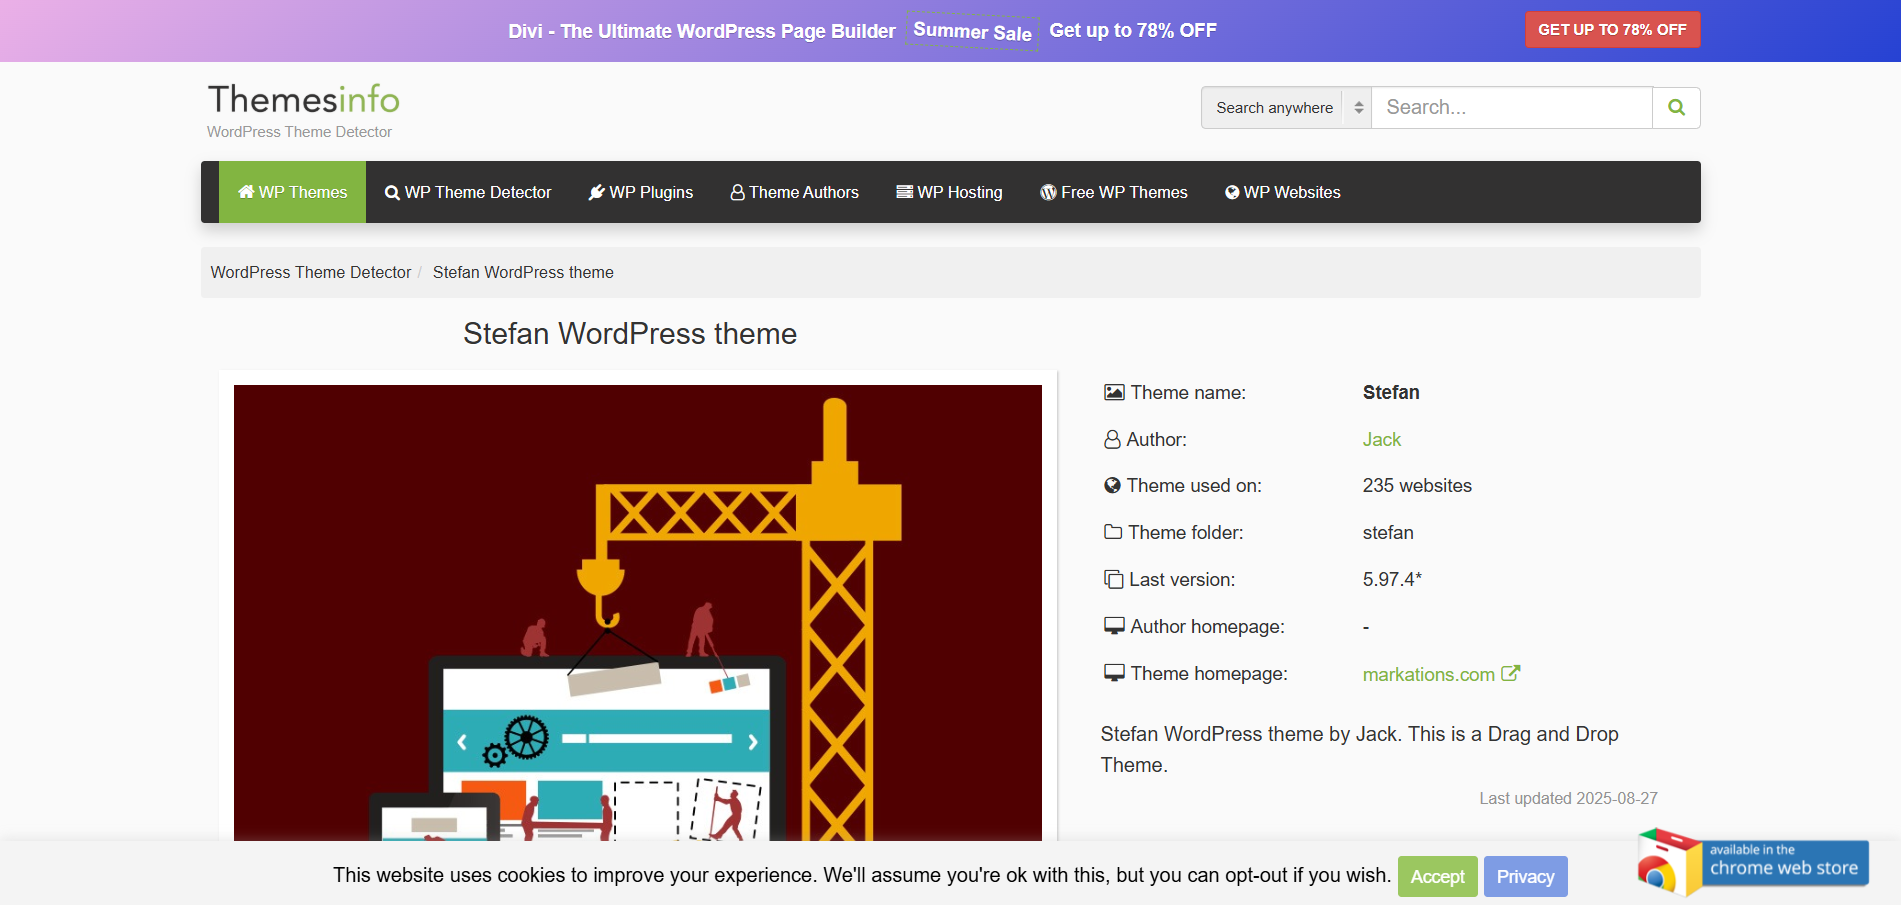 Divi - The Ultimate WordPress Page Builder Summer Sale Get up to 78% OFF
GET UP TO 78% OFF
Themesinfo
WordPress Theme Detector
Search anywhere
Search...
WP Themes
WP Theme Detector
WP Plugins
Theme Authors
WP Hosting
Free WP Themes
WP Websites
WordPress Theme Detector / Stefan WordPress theme
Stefan WordPress theme
Theme name: Stefan
Author: Jack
Theme used on: 235 websites
Theme folder: stefan
Last version: 5.97.4*
Author homepage: -
Theme homepage: markations.com
Stefan WordPress theme by Jack. This is a Drag and Drop
Theme.
Last updated 2025-08-27
This website uses cookies to improve your experience. We'll assume you're ok with this, but you can opt-out if you wish.
Accept
Privacy
available in the
chrome web store